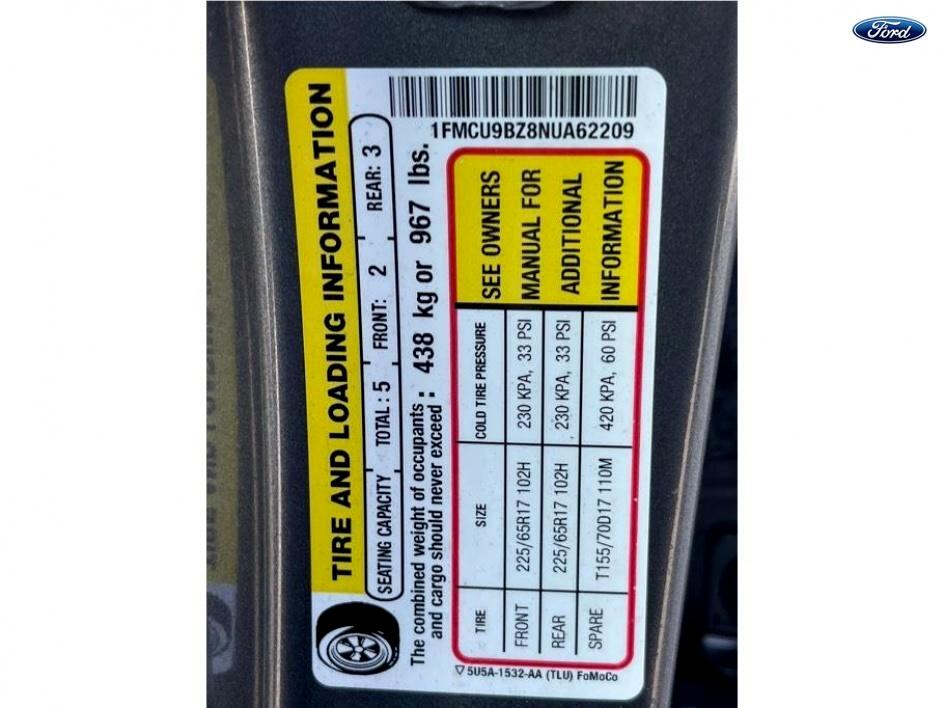 Ford
TIRE AND LOADING INFORMATION
SEATING CAPACITY TOTAL : 5 FRONT: 2 REAR: 3
The combined weight of occupants and cargo should never exceed : 438 kg or 967 lbs.
TIRE SIZE COLD TIRE PRESSURE
FRONT 225/65R17 102H 230 KPA, 33 PSI
REAR 225/65R17 102H 230 KPA, 33 PSI
SPARE T155/70D17 110M 420 KPA, 60 PSI
SEE OWNERS
MANUAL FOR
ADDITIONAL
INFORMATION
5U5A-1532-AA (TLU) FoMoCo
1FMCU9BZ8NUA62209